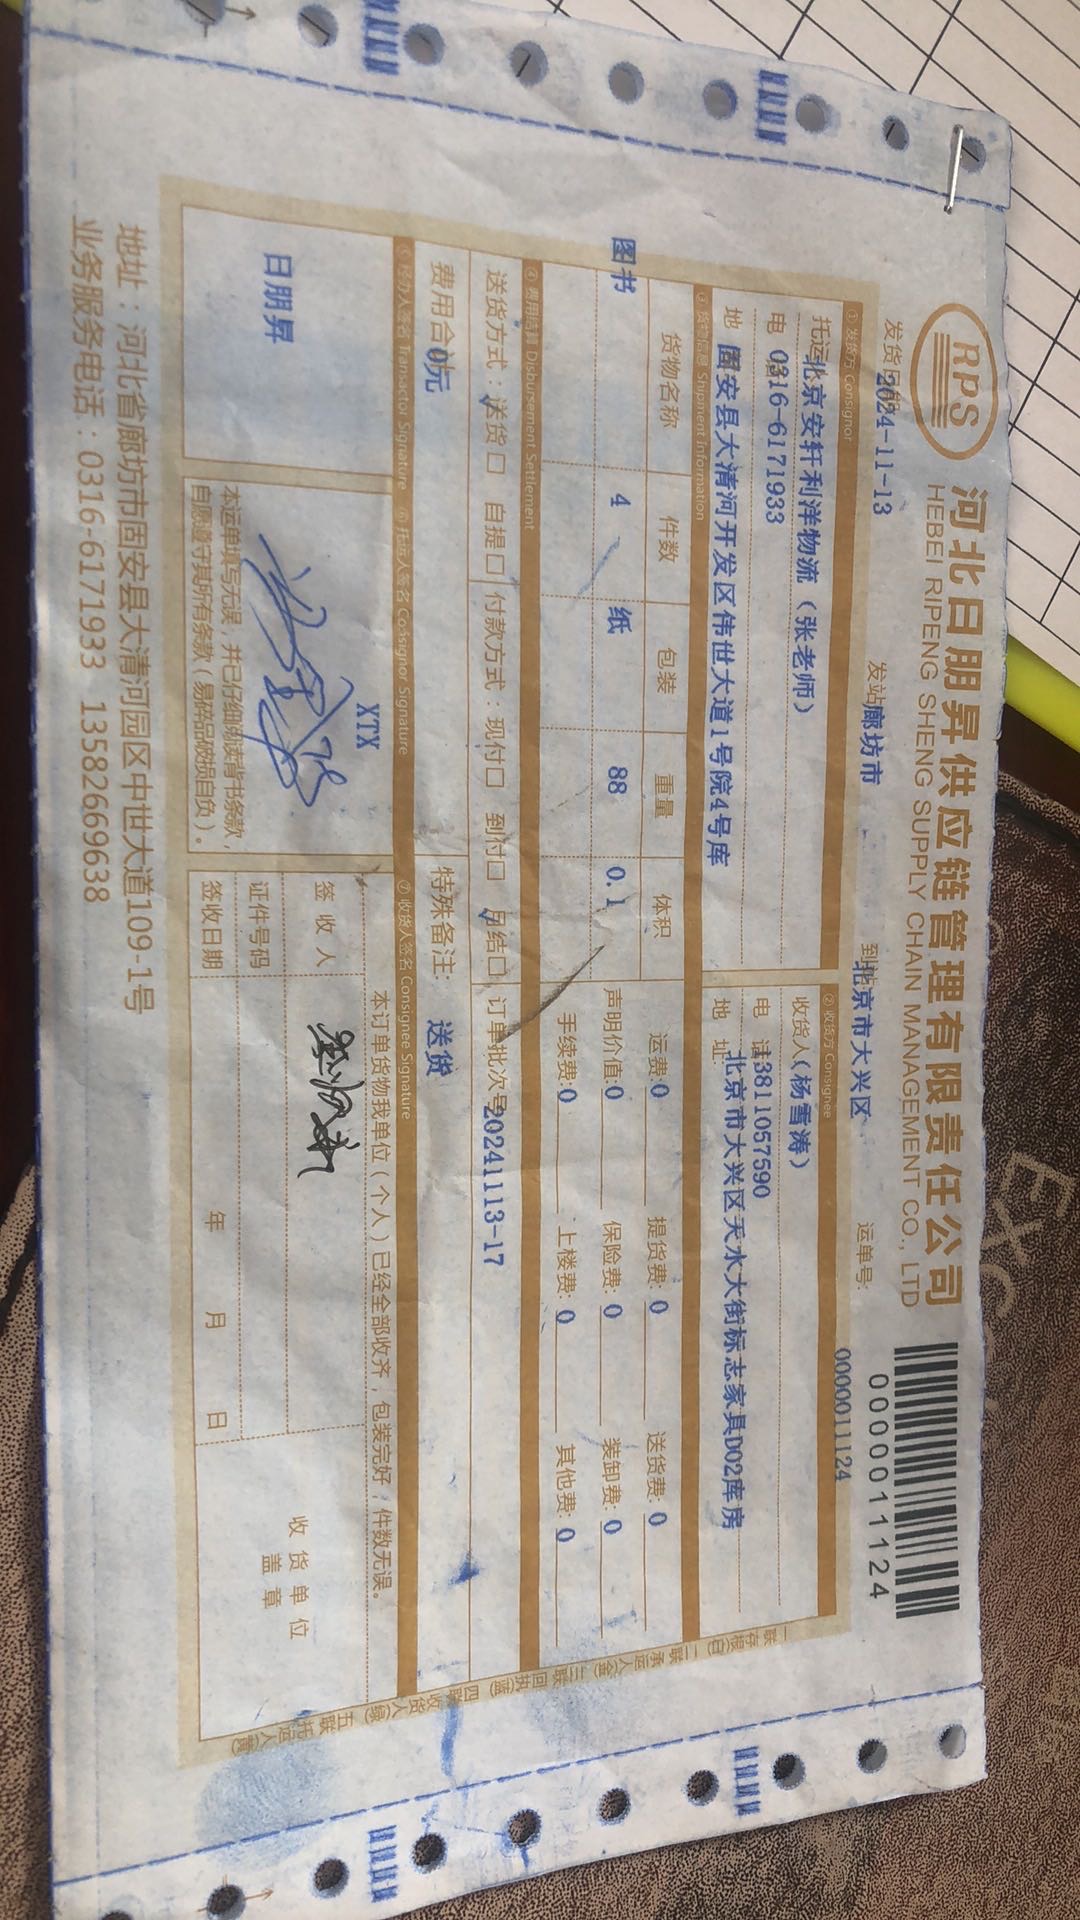 RPS
河北日朋昇供应链管理有限责任公司
HEBEI RIPENG SHENG SUPPLY CHAIN MANAGEMENT CO., LTD
0000011124
发货日期 2024-11-13 发站 廊坊市 到站 北京市大兴区 运单号: 0000011124
①发货方 Consignor ②收货方 Consignee
托运 北京安轩利洋物流（张老师） 收货人（杨雪涛）
电 0316-6171933 电 话 13811057590
地 固安县大清河开发区伟世大道1号院4号库 地 址 北京市大兴区天水大街标志家具D02库房
③货物信息 Shipment information
货物名称 件数 包装 重量 体积 运费:0 提货费:0 送货费:0
图书 4 纸 88 0.1 声明价值:0 保险费:0 装卸费:0
手续费:0 上楼费:0 其他费:0
④费用结算 Disbursement Settlement
送货方式：送货□ 自提□ 付款方式：现付□ 到付□ 月结□ 订单批次号 20241113-17
费用合 0元 特殊备注： 送货
⑤经办人签名 Transactor Signature ⑥托运人签名 Consignor Signature ⑦收货人签名 Consignee Signature
本订单货物我单位（个人）已经全部收齐，包装完好，件数无误。
XTX
日朋昇
签收人
证件号码
签收日期 年 月 日
收货单位
盖章
本运单填写无误，并已仔细阅读背书条款，
自愿遵守其所有条款（易碎品破损自负）。
一联存根(白) 二联承运人(金) 三联回执(蓝) 四联收货人(绿) 五联托运人(黄)
地址：河北省廊坊市固安县大清河园区中世大道109-1号
业务服务电话：0316-6171933 13582669638